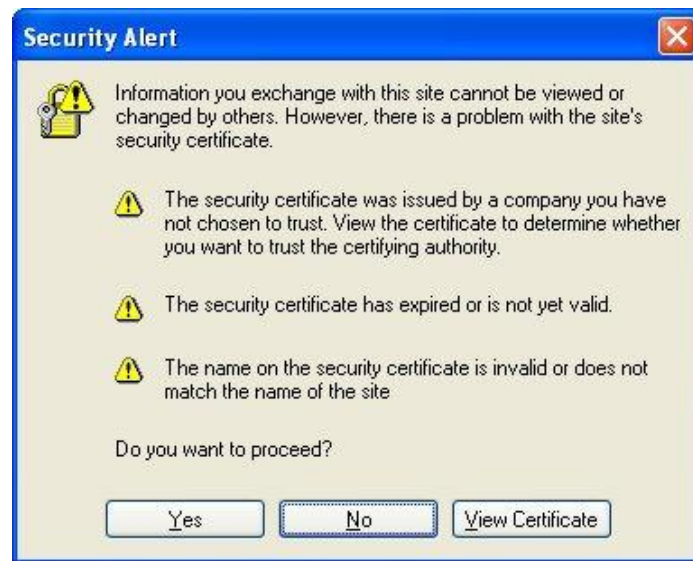 Security Alert
Information you exchange with this site cannot be viewed or
changed by others. However, there is a problem with the site's
security certificate.
The security certificate was issued by a company you have
not chosen to trust. View the certificate to determine whether
you want to trust the certifying authority.
The security certificate has expired or is not yet valid.
The name on the security certificate is invalid or does not
match the name of the site
Do you want to proceed?
Yes No View Certificate